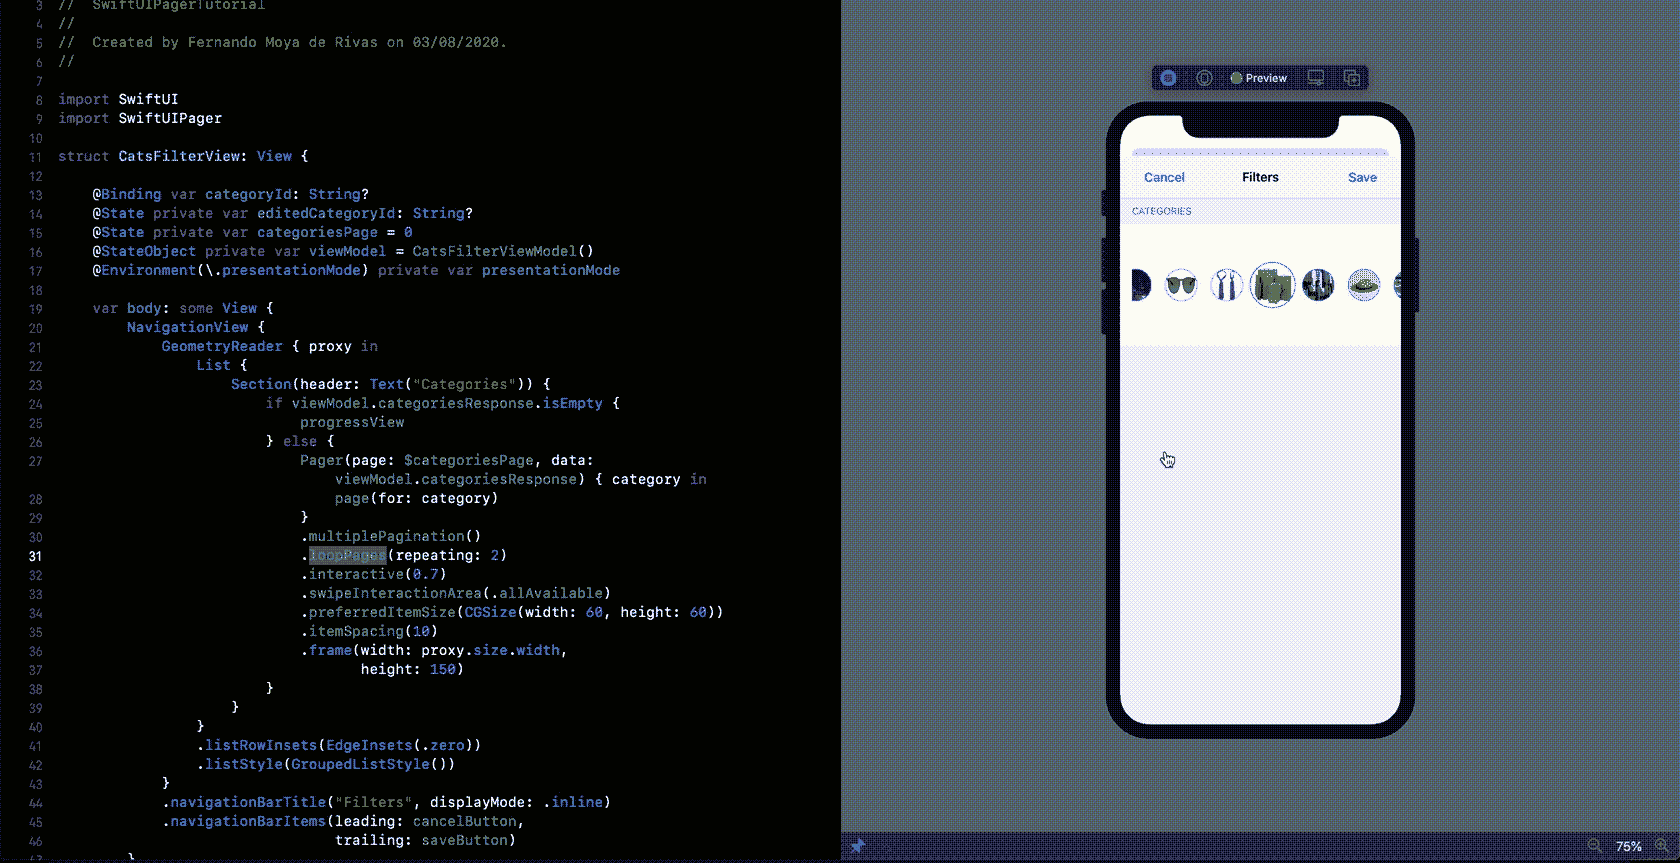 3 // SwiftUIPagerTutorial
4 //
5 // Created by Fernando Moya de Rivas on 03/08/2020.
6 //
7
8 import SwiftUI
9 import SwiftUIPager
10
11 struct CatsFilterView: View {
12
13 @Binding var categoryId: String?
14 @State private var editedCategoryId: String?
15 @State private var categoriesPage = 0
16 @StateObject private var viewModel = CatsFilterViewModel()
17 @Environment(\.presentationMode) private var presentationMode
18
19 var body: some View {
20 NavigationView {
21 GeometryReader { proxy in
22 List {
23 Section(header: Text("Categories")) {
24 if viewModel.categoriesResponse.isEmpty {
25 progressView
26 } else {
27 Pager(page: $categoriesPage, data:
viewModel.categoriesResponse) { category in
28 page(for: category)
29 }
30 .multiplePagination()
31 .loopPages(repeating: 2)
32 .interactive(0.7)
33 .swipeInteractionArea(.allAvailable)
34 .preferredItemSize(CGSize(width: 60, height: 60))
35 .itemSpacing(10)
36 .frame(width: proxy.size.width,
37 height: 150)
38 }
39 }
40 }
41 .listRowInsets(EdgeInsets(.zero))
42 .listStyle(GroupedListStyle())
43 }
44 .navigationBarTitle("Filters", displayMode: .inline)
45 .navigationBarItems(leading: cancelButton,
46 trailing: saveButton)
47 }
Preview
Cancel Filters Save
CATEGORIES
75%